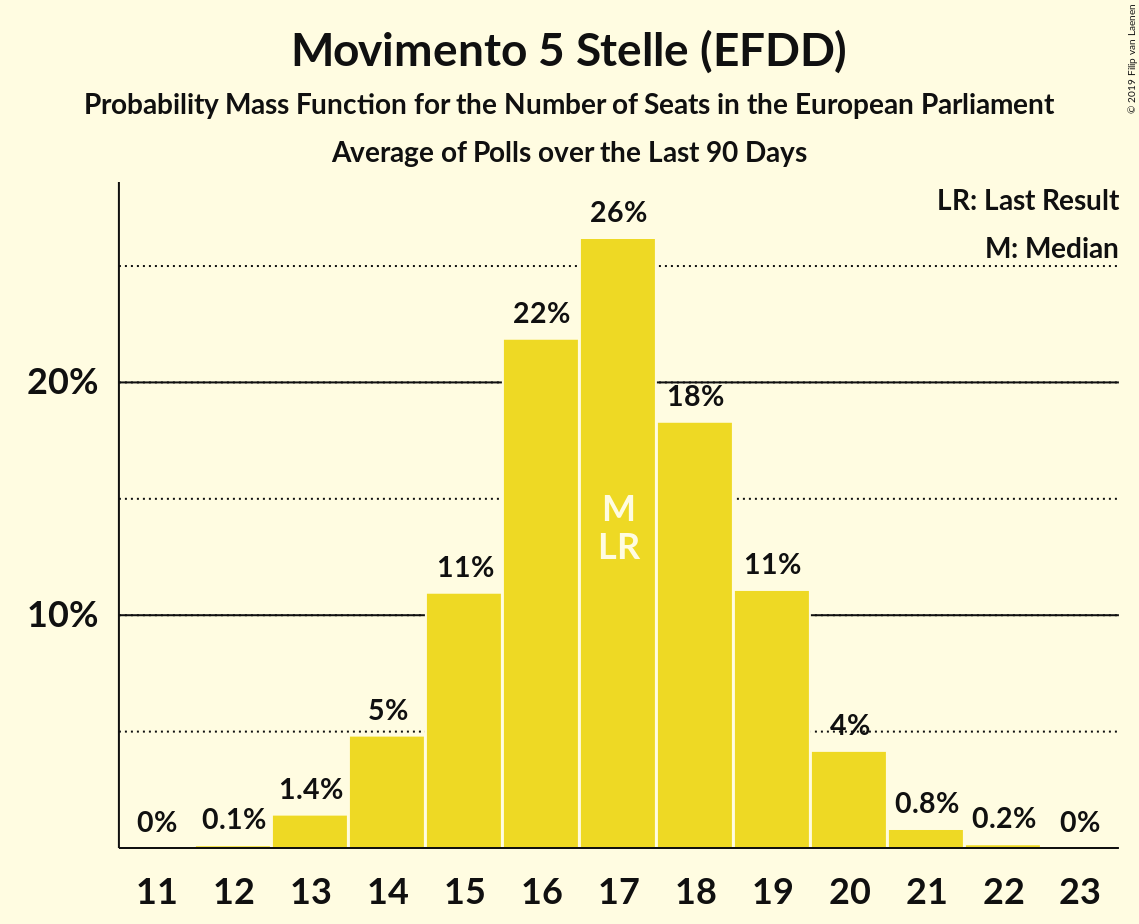 Movimento 5 Stelle (EFDD)
Probability Mass Function for the Number of Seats in the European Parliament
Average of Polls over the Last 90 Days
© 2019 Filip van Laenen
LR: Last Result
M: Median
26%
22%
20%
18%
M
LR
11%
11%
10%
5%
4%
1.4%
0.8%
0%
0.1%
0.2%
0%
11 12 13 14 15 16 17 18 19 20 21 22 23